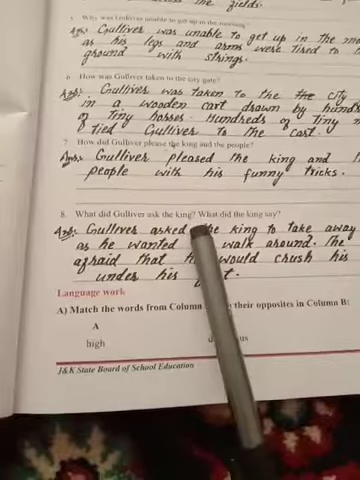 the fields.
5 Why was Gulliver unable to get up in the morning?
Ans: Gulliver was unable to get up in the
as his legs and arms were tired to
ground with strings.
6 How was Gulliver taken to the city gate?
Ans: Gulliver was taken to the the city
in a wooden cart drawn by
of tiny horses. Hundreds of tiny
tied Gulliver to the cart.
7. How did Gulliver please the king and the people?
Ans: Gulliver pleased the king and
people with his funny tricks.
8. What did Gulliver ask the king? What did the king say?
Ans: Gulliver asked the king to take away
as he wanted walk around. The
afraid that would crush his
under his
Language work
A) Match the words from Column their opposites in Column B:
A
high
J&K State Board of School Education